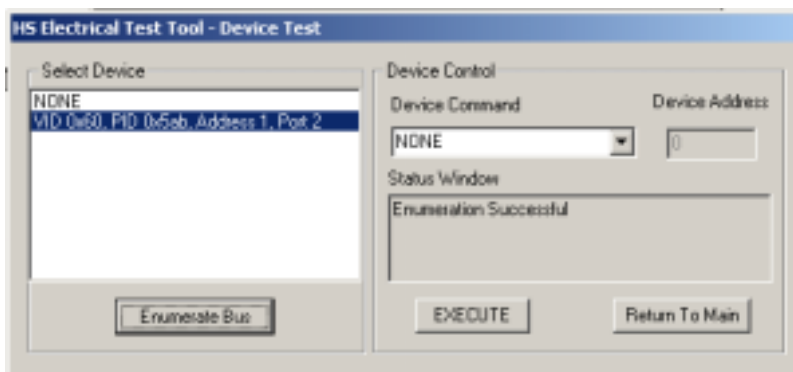 HS Electrical Test Tool - Device Test
Select Device
NONE
VID 0x60, PID 0x5ab, Address 1, Port 2
Enumerate Bus
Device Control
Device Command
Device Address
NONE
0
Status Window
Enumeration Successful
EXECUTE
Return To Main